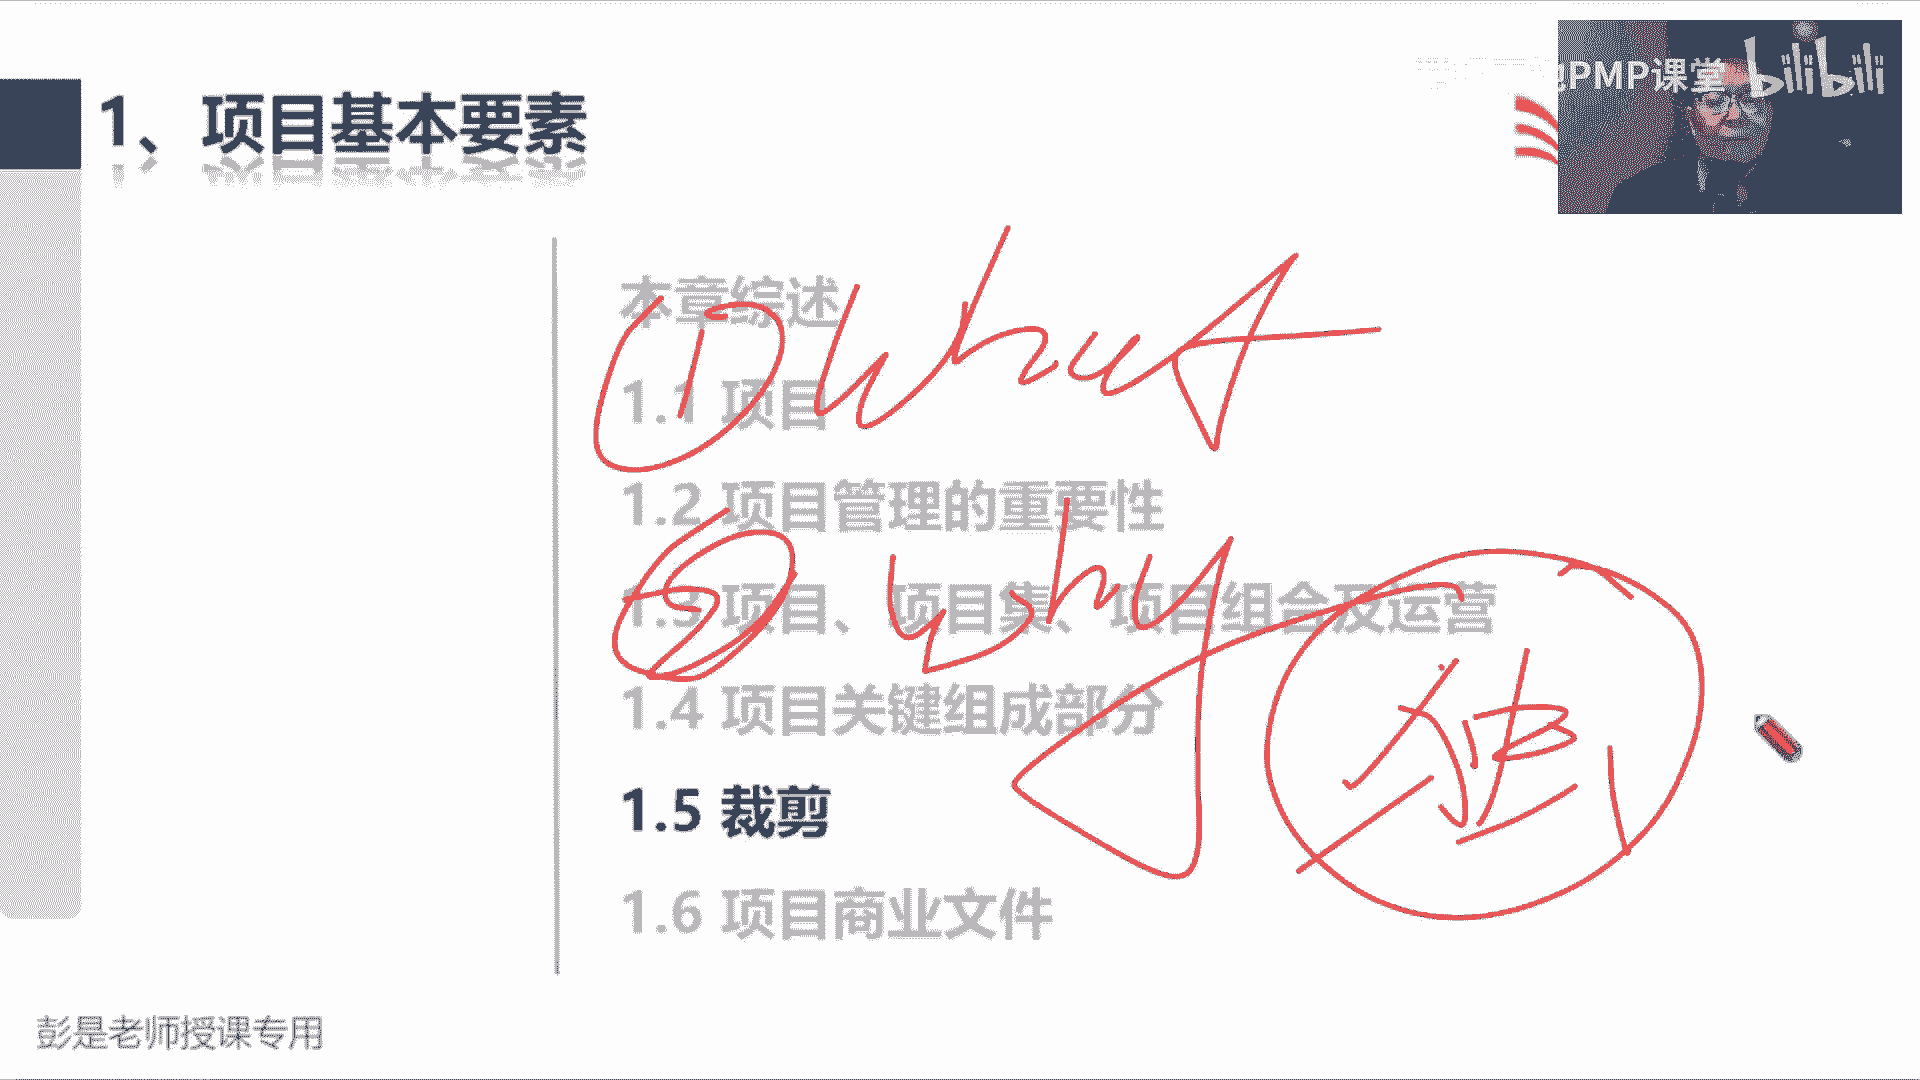 PMP课堂 bilibili
1、项目基本要素
本章综述
① What
1.1 项目
1.2 项目管理的重要性
② why
1.3 项目、项目集、项目组合及运营
1.4 项目关键组成部分
独
1.5 裁剪
1.6 项目商业文件
彭是老师授课专用